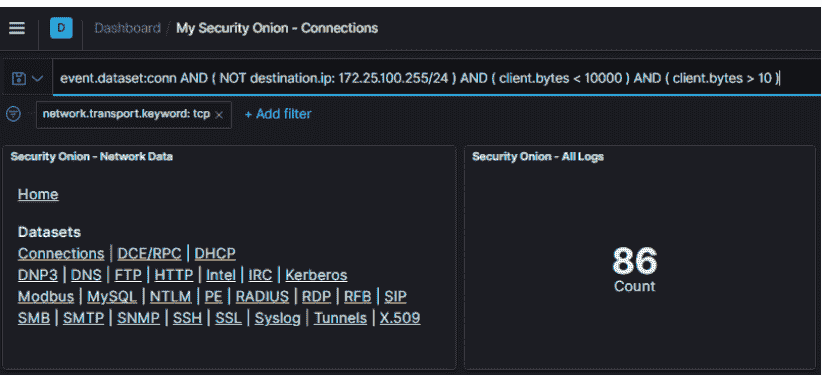 D Dashboard / My Security Onion - Connections
event.dataset:conn AND ( NOT destination.ip: 172.25.100.255/24 ) AND ( client.bytes < 10000 ) AND ( client.bytes > 10 )
network.transport.keyword: tcp × + Add filter
Security Onion - Network Data
Home
Datasets
Connections | DCE/RPC | DHCP
DNP3 | DNS | FTP | HTTP | Intel | IRC | Kerberos
Modbus | MySQL | NTLM | PE | RADIUS | RDP | RFB | SIP
SMB | SMTP | SNMP | SSH | SSL | Syslog | Tunnels | X.509
Security Onion - All Logs
86
Count